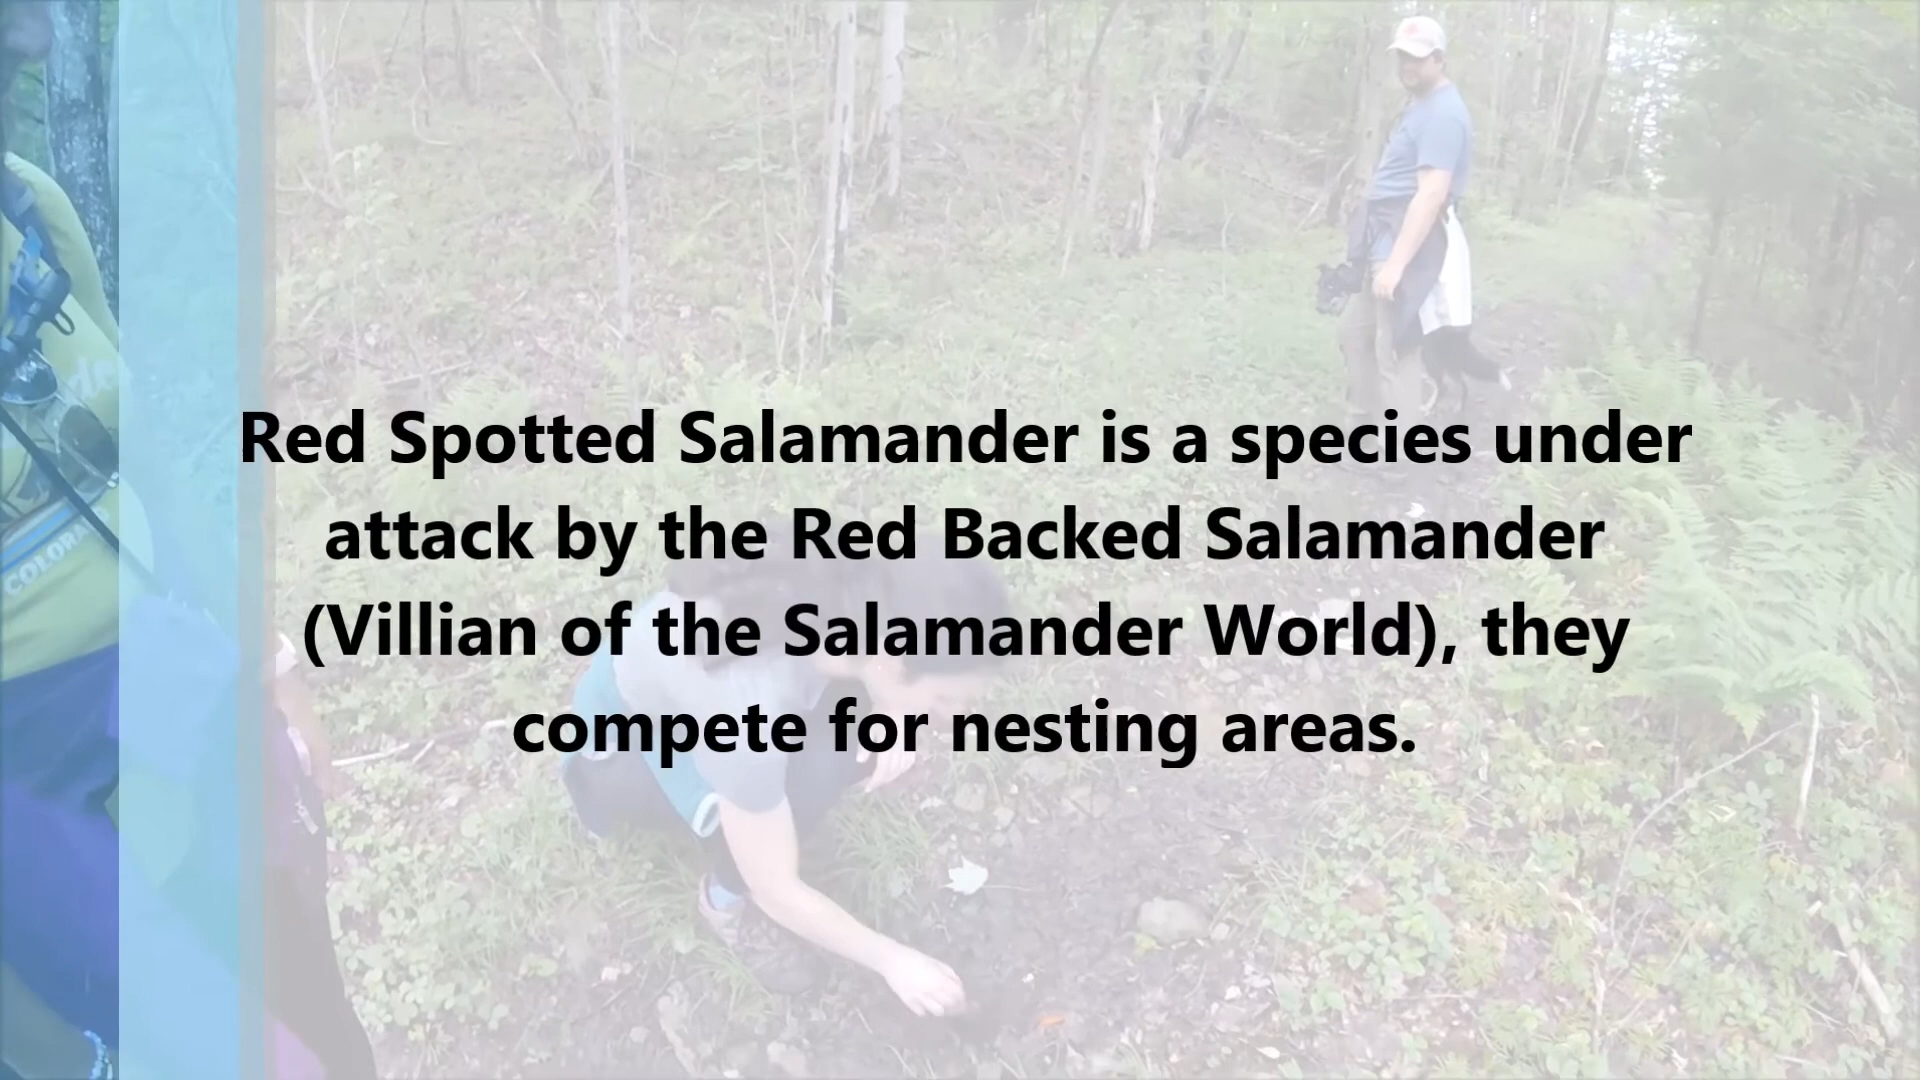 Red Spotted Salamander is a species under
attack by the Red Backed Salamander
(Villian of the Salamander World), they
compete for nesting areas.